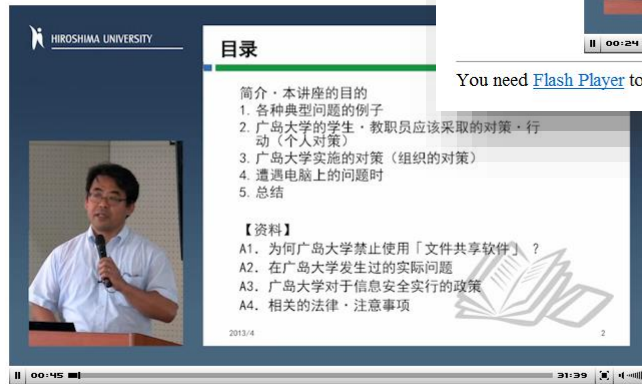 HIROSHIMA UNIVERSITY
目录
简介·本讲座的目的
1. 各种典型问题的例子
2. 广岛大学的学生·教职员应该采取的对策·行
动（个人对策）
3. 广岛大学实施的对策（组织的对策）
4. 遭遇电脑上的问题时
5. 总结
【资料】
A1. 为何广岛大学禁止使用「文件共享软件」 ？
A2. 在广岛大学发生过的实际问题
A3. 广岛大学对于信息安全实行的政策
A4. 相关的法律·注意事项
2013/4
2
00:24
You need Flash Player to
00:45
31:39